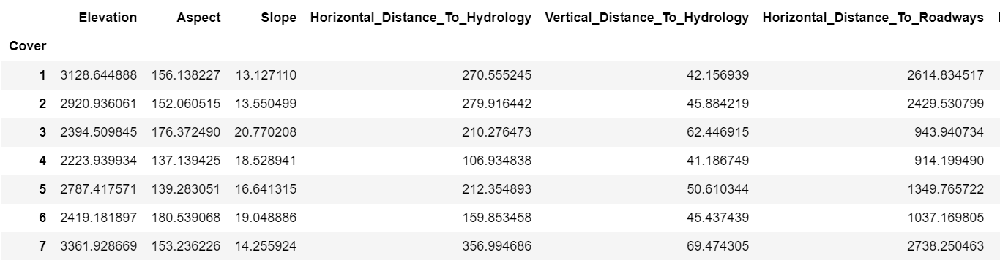 Elevation Aspect Slope Horizontal_Distance_To_Hydrology Vertical_Distance_To_Hydrology Horizontal_Distance_To_Roadways
Cover
1 3128.644888 156.138227 13.127110 270.555245 42.156939 2614.834517
2 2920.936061 152.060515 13.550499 279.916442 45.884219 2429.530799
3 2394.509845 176.372490 20.770208 210.276473 62.446915 943.940734
4 2223.939934 137.139425 18.528941 106.934838 41.186749 914.199490
5 2787.417571 139.283051 16.641315 212.354893 50.610344 1349.765722
6 2419.181897 180.539068 19.048886 159.853458 45.437439 1037.169805
7 3361.928669 153.236226 14.255924 356.994686 69.474305 2738.250463